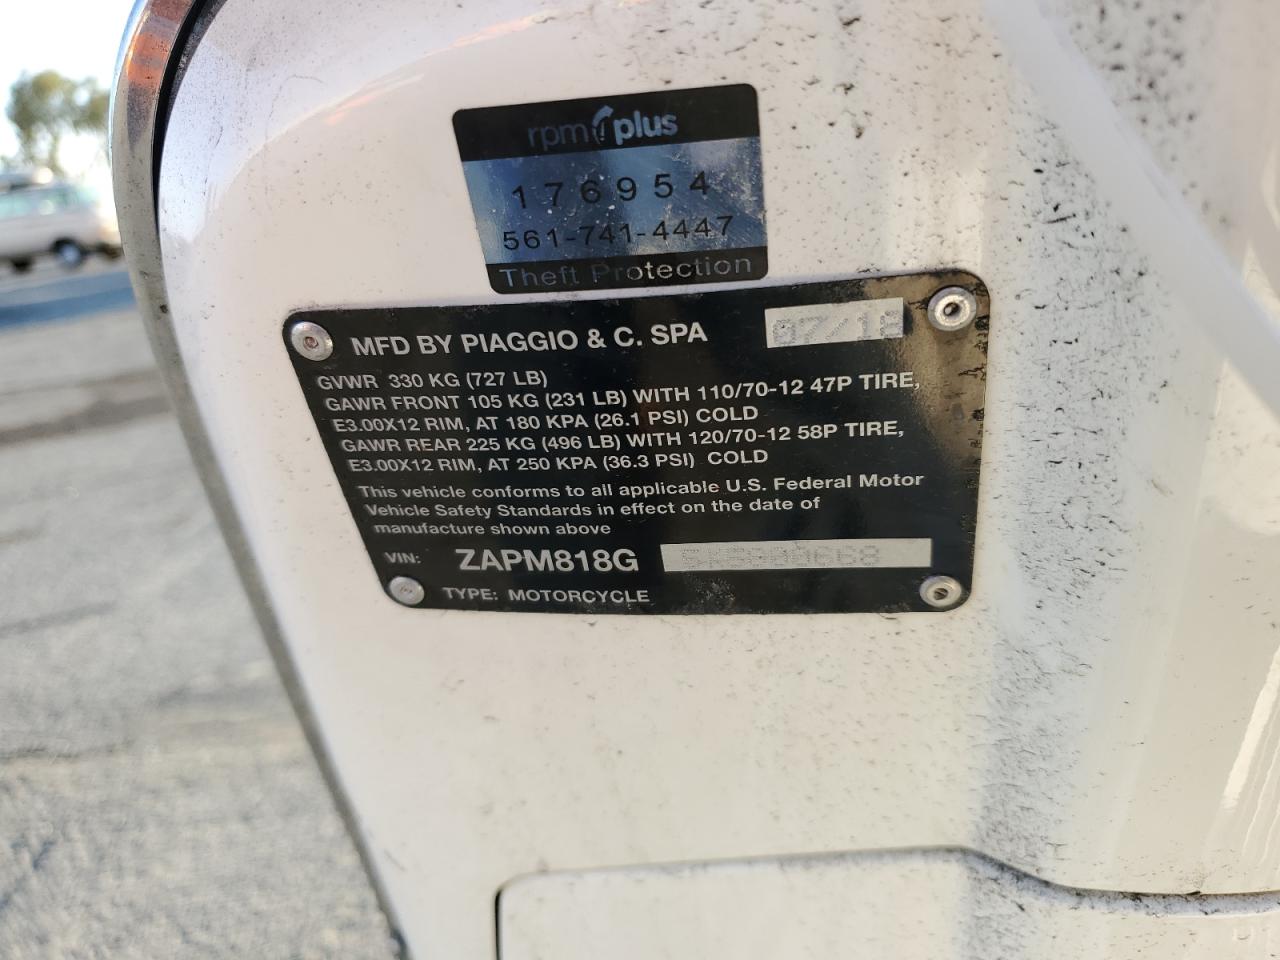 rpm plus
176954
561-741-4447
Theft Protection
MFD BY PIAGGIO & C. SPA 07/18
GVWR 330 KG (727 LB)
GAWR FRONT 105 KG (231 LB) WITH 110/70-12 47P TIRE,
E3.00X12 RIM, AT 180 KPA (26.1 PSI) COLD
GAWR REAR 225 KG (496 LB) WITH 120/70-12 58P TIRE,
E3.00X12 RIM, AT 250 KPA (36.3 PSI) COLD
This vehicle conforms to all applicable U.S. Federal Motor
Vehicle Safety Standards in effect on the date of
manufacture shown above
VIN: ZAPM818G
TYPE: MOTORCYCLE